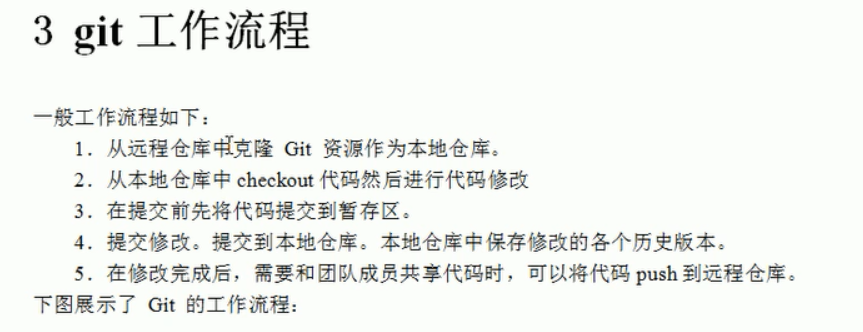 3 git 工作流程
一般工作流程如下：
1．从远程仓库中克隆 Git 资源作为本地仓库。
2．从本地仓库中 checkout 代码然后进行代码修改
3．在提交前先将代码提交到暂存区。
4．提交修改。提交到本地仓库。本地仓库中保存修改的各个历史版本。
5．在修改完成后，需要和团队成员共享代码时，可以将代码 push 到远程仓库。
下图展示了 Git 的工作流程：